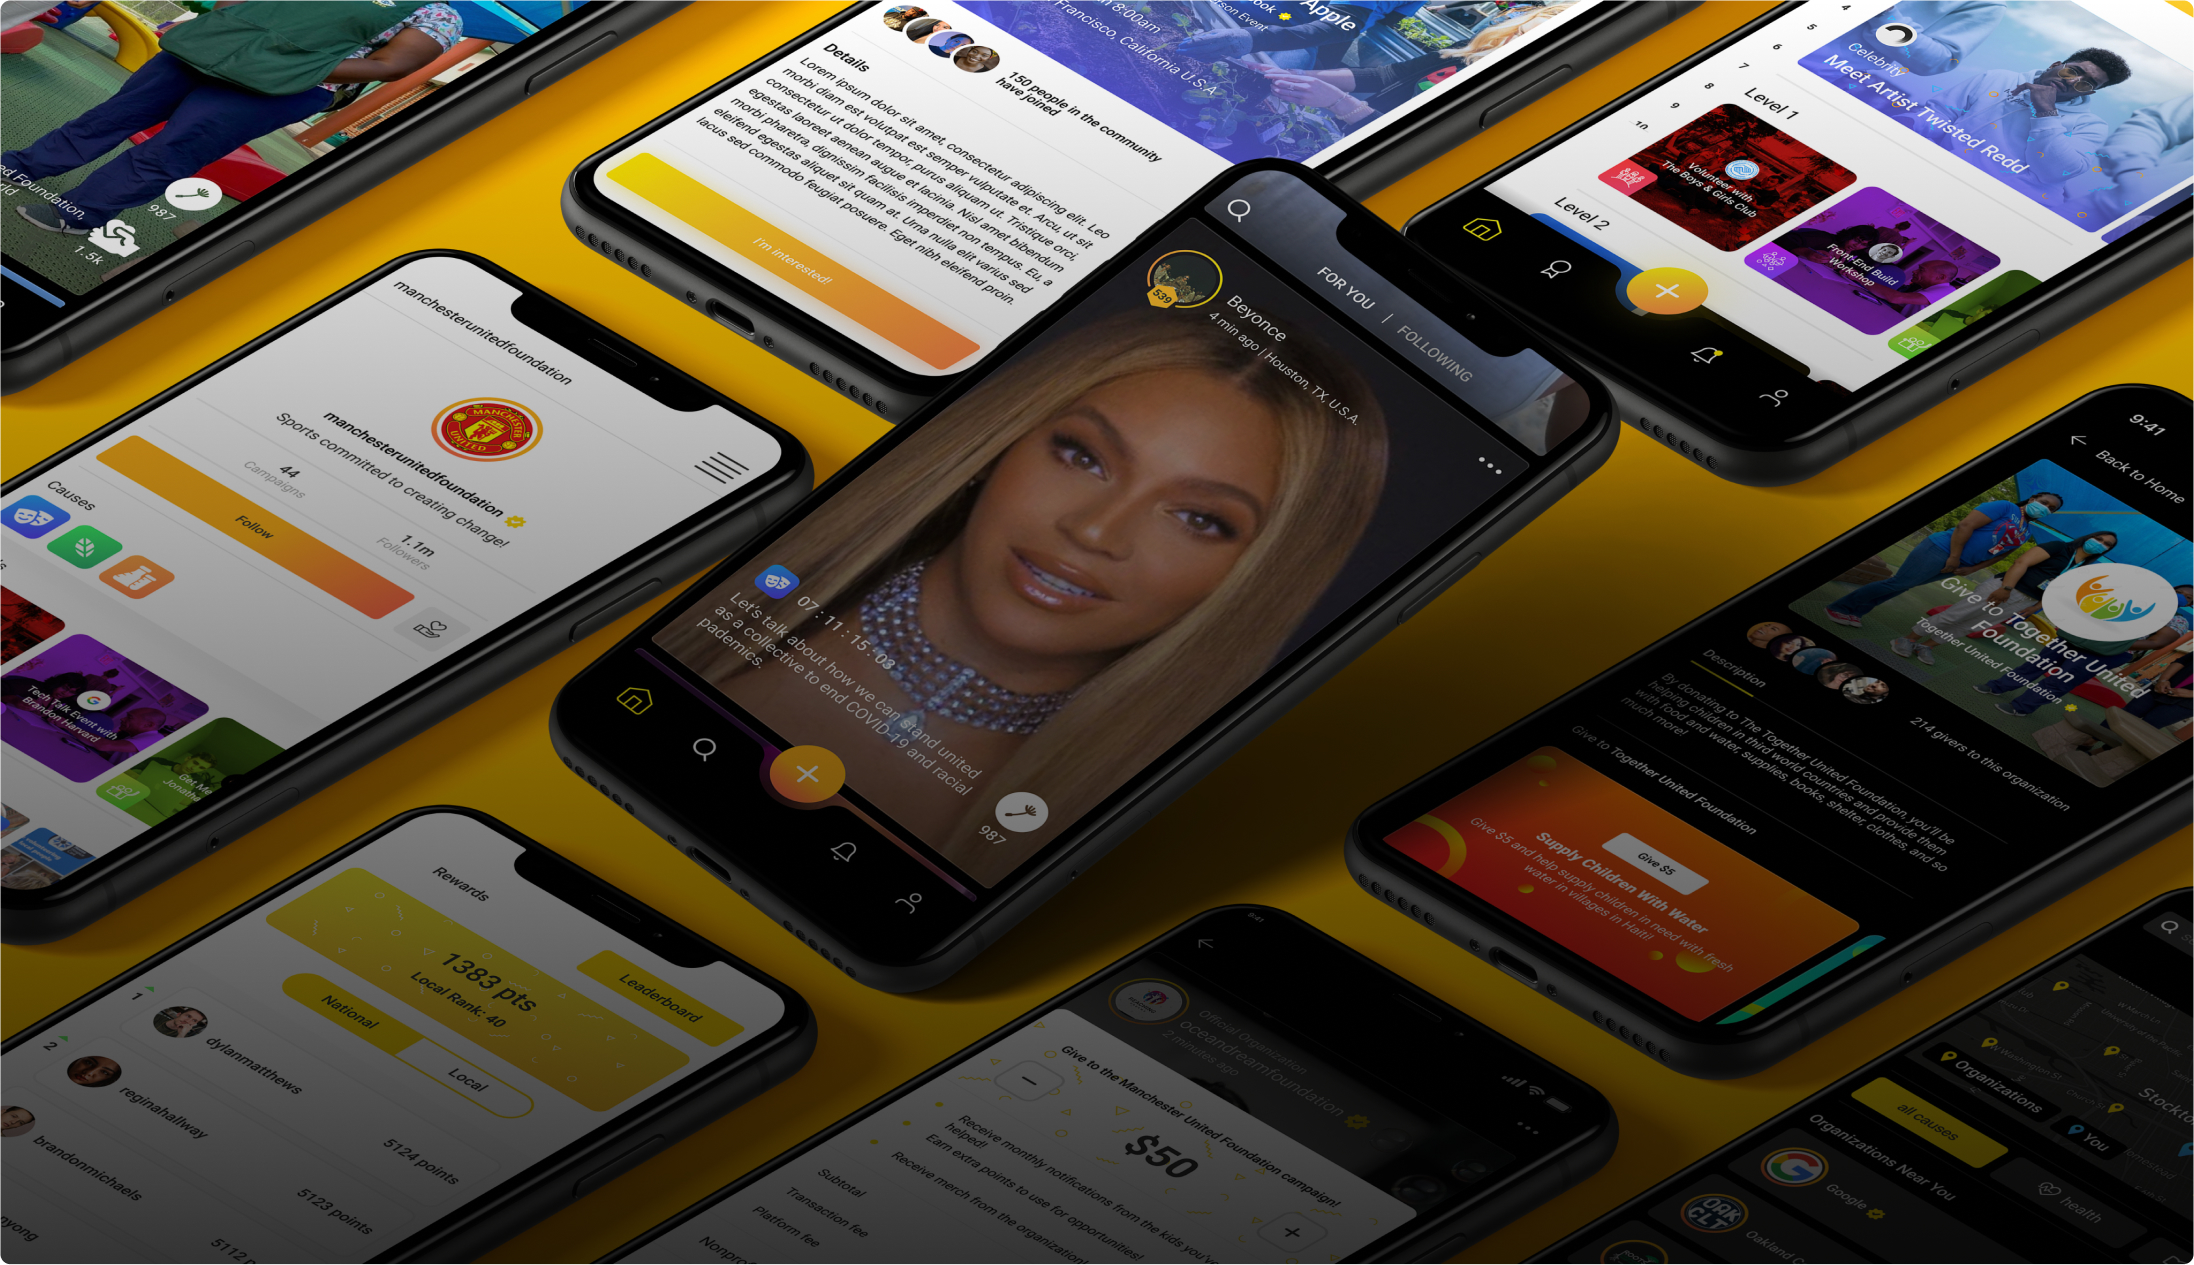 ed Foundation,
rld
987
1.5k
150 people in the community
have joined
8:00am
Francisco, California U.S.A
Apple
Details
Lorem ipsum dolor sit amet, consectetur adipiscing elit. Leo
morbi diam est volutpat est semper vulputate et. Arcu, ut sit
consectetur ut dolor tempor, purus aliquam ut. Tristique orci,
egestas laoreet aenean augue et lacinia. Nisl, amet bibendum
morbi pharetra, dignissim facilisis imperdiet non tempus. Eu, a
eleifend egestas aliquet sit quam at. Urna nulla elit varius sed
lacus sed commodo feugiat posuere. Eget nibh eleifend proin.
I'm interested!
4
5
6
7
8
9
10
Celebrity
Meet Artist Twisted Redd
Level 1
Volunteer with
The Boys & Girls Club
Level 2
Front-End Build
Workshop
manchesterunitedfoundation
MANCHESTER
UNITED
manchesterunitedfoundation
Sports committed to creating change!
44
Campaigns
1.1m
Followers
Follow
Causes
Tech Talk Event with
Brandon Harvard
Get Me
Jonatha
FOR YOU | FOLLOWING
539
Beyonce
4 min ago | Houston, TX, U.S.A.
07:11:15:03
Let's talk about how we can stand united
as a collective to end COVID-19 and racial
pademics.
987
9:41
Back to Home
Give to Together United
Foundation
Together United Foundation
214 givers to this organization
Description
By donating to The Together United Foundation, you'll be
helping children in third world countries and provide them
with food and water, supplies, books, shelter, clothes, and so
much more!
Give to Together United Foundation
Give $5
Supply Children With Water
Give $5 and help supply children in need with fresh
water in villages in Haiti!
Rewards
Leaderboard
1383 pts
Local Rank: 40
National
Local
1
dylanmatthews
5124 points
2
reginahallway
5123 points
brandonmichaels
5112 p
nyong
9:41
Official Organization
oceandreamfoundation
2 minutes ago
Give to the Manchester United Foundation campaign!
$50
Receive monthly notifications from the kids you've
helped!
Earn extra points to use for opportunities!
Receive merch from the organization!
Subtotal
Transaction fee
Platform fee
Nonpro
Organizations
You
Stockto
all causes
health
Organizations Near You
Google
OAK
CLT
Oakland C